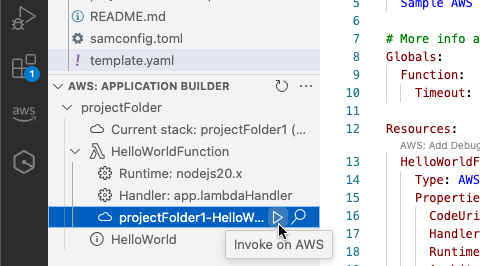 README.md
samconfig.toml
! template.yaml
1
aws
AWS: APPLICATION BUILDER
projectFolder
Current stack: projectFolder1 (...
HelloWorldFunction
Runtime: nodejs20.x
Handler: app.lambdaHandler
projectFolder1-HelloW...
HelloWorld
Invoke on AWS
5 Sample AWS
6
7 # More info a
8 Globals:
9 Function:
10 Timeout:
11
12 Resources:
AWS: Add Debug
13 HelloWorldF
14 Type: AWS
15 Properties
16 CodeUri
17 Handler
18 Runtime